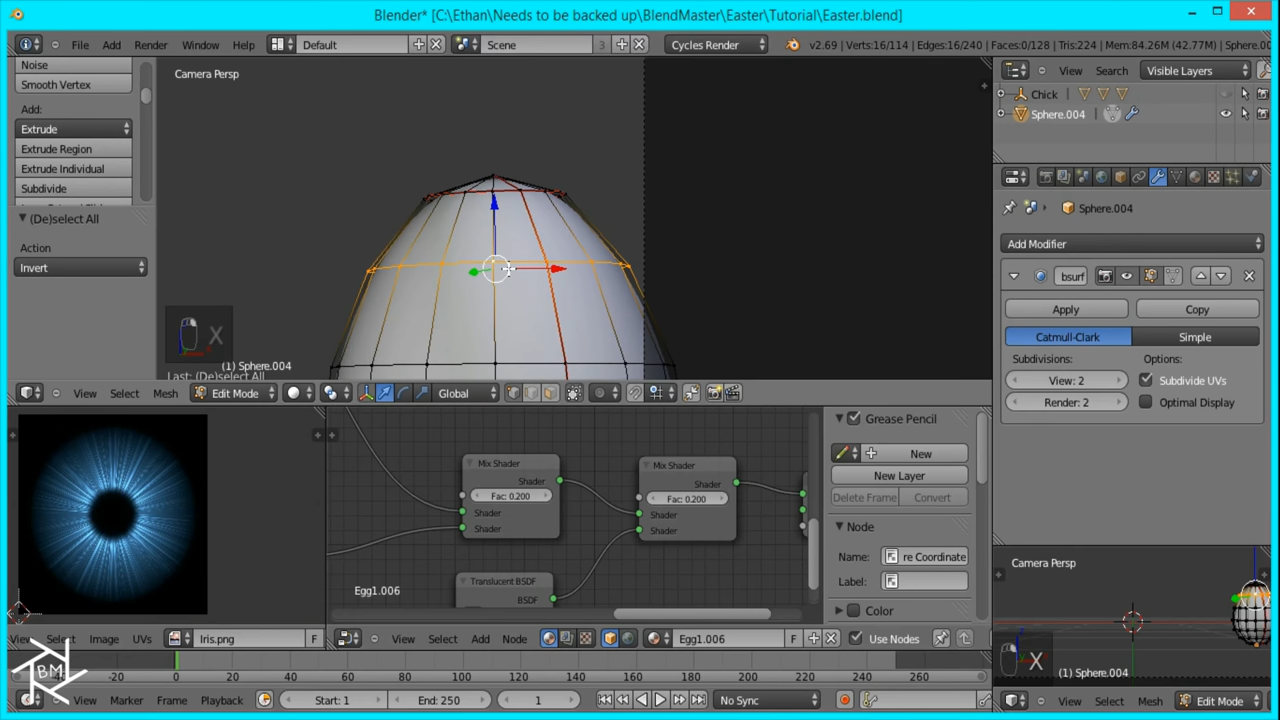 Blender* [C:\Ethan\Needs to be backed up\BlendMaster\Easter\Tutorial\Easter.blend]
File Add Render Window Help Default Scene 3 Cycles Render v2.69 | Verts:16/114 | Edges:16/240 | Faces:0/128 | Tris:224 | Mem:84.26M (42.77M) | Sphere.00
Noise
Smooth Vertex
Add:
Extrude
Extrude Region
Extrude Individual
Subdivide
(De)select All
Action
Invert
Camera Persp
X
(1) Sphere.004
Last: (De)select All
View Select Mesh Edit Mode Global
View Search Visible Layers
Chick
Sphere.004
Sphere.004
Add Modifier
bsurf
Apply Copy
Catmull-Clark Simple
Subdivisions: Options:
View: 2 Subdivide UVs
Render: 2 Optimal Display
Mix Shader
Shader
Fac: 0.200
Shader
Shader
Mix Shader
Shader
Fac: 0.200
Shader
Shader
Translucent BSDF
BSDF
Egg1.006
Grease Pencil
New
New Layer
Delete Frame Convert
Node
Name: re Coordinate
Label:
Color
Camera Persp
X
(1) Sphere.004
View Select Image UVs Iris.png F
View Select Add Node Egg1.006 F Use Nodes
BM
-20 0 20 40 60 80 100 120 140 160 180 200 220 240 260
View Marker Frame Playback Start: 1 End: 250 1 No Sync
View Select Mesh Edit Mode